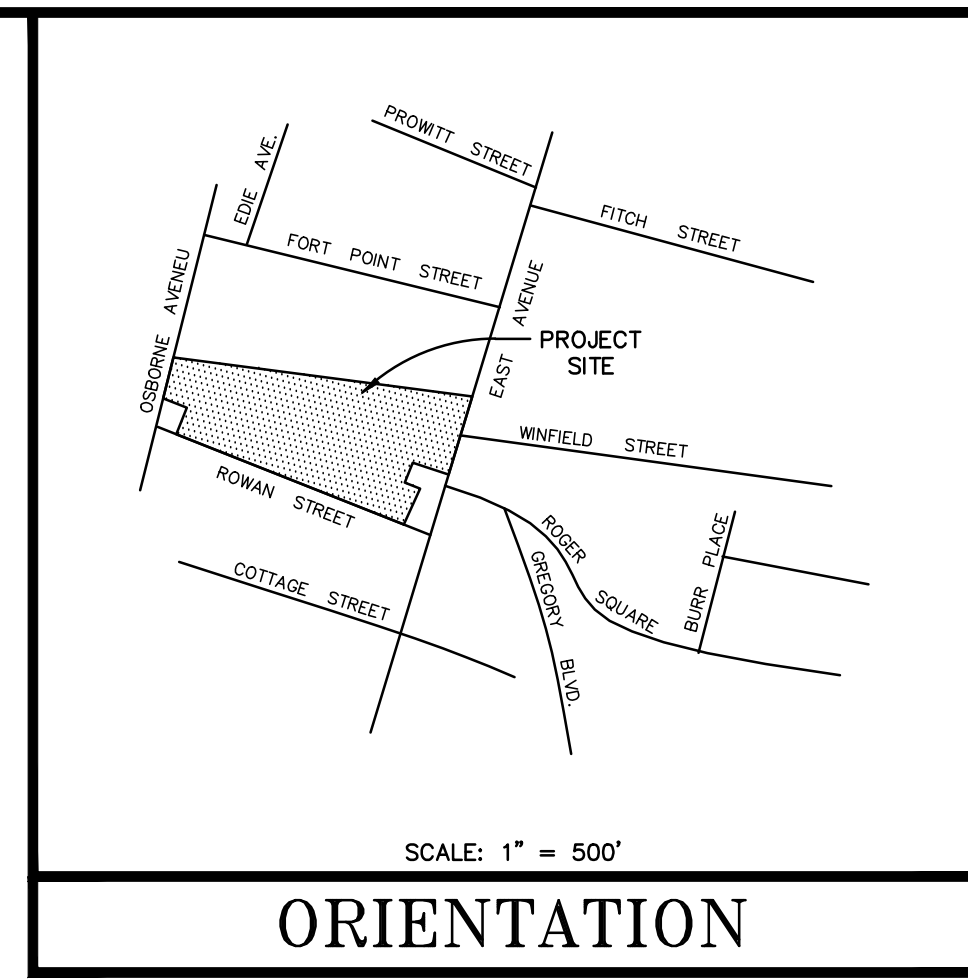 PROWITT STREET
EDIE AVE.
FITCH STREET
FORT POINT STREET
OSBORNE AVENEU
EAST AVENUE
PROJECT
SITE
WINFIELD STREET
ROWAN STREET
ROGER SQUARE
GREGORY BLVD.
BURR PLACE
COTTAGE STREET
SCALE: 1" = 500'
ORIENTATION